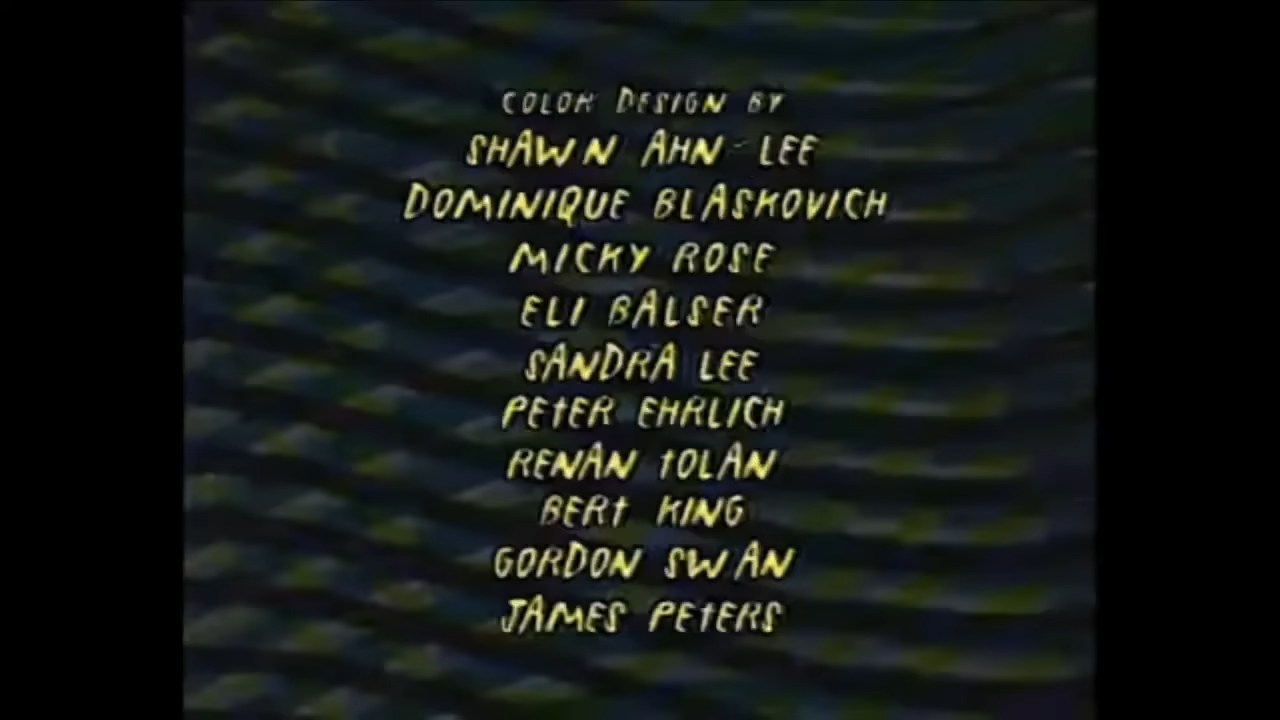 COLOR DESIGN BY
SHAWN AHN-LEE
DOMINIQUE BLASKOVICH
MICKY ROSE
ELI BALSER
SANDRA LEE
PETER EHRLICH
RENAN TOLAN
BERT KING
GORDON SWAN
JAMES PETERS